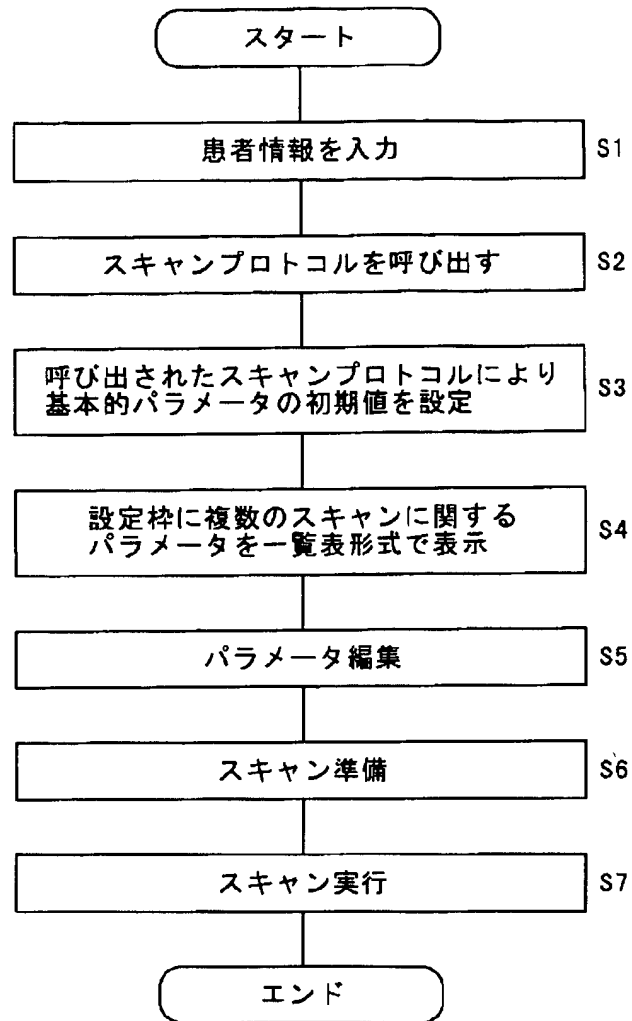 スタート
患者情報を入力
S1
スキャンプロトコルを呼び出す
S2
呼び出されたスキャンプロトコルにより
基本的パラメータの初期値を設定
S3
設定枠に複数のスキャンに関する
パラメータを一覧表形式で表示
S4
パラメータ編集
S5
スキャン準備
S6
スキャン実行
S7
エンド